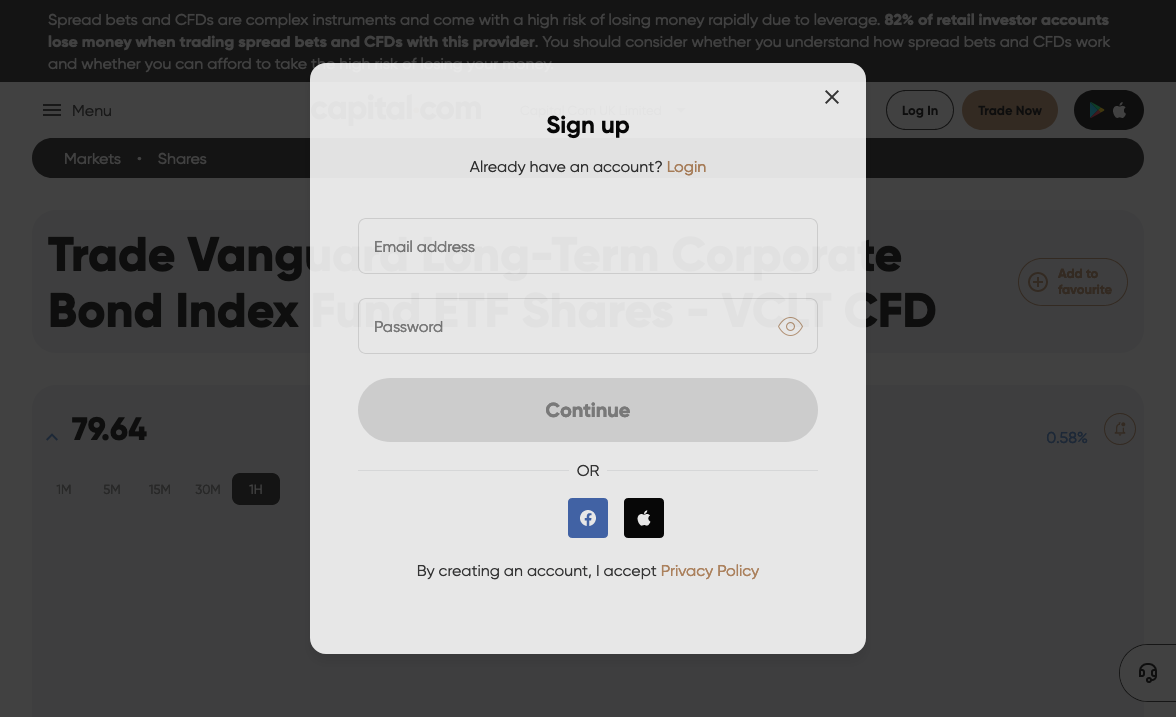 Spread bets and CFDs are complex instruments and come with a high risk of losing money rapidly due to leverage. 82% of retail investor accounts
lose money when trading spread bets and CFDs with this provider. You should consider whether you understand how spread bets and CFDs work
and whether you can afford to take the high risk of losing your money.
Menu
capital com
Log In
Trade Now
Markets
Shares
Trade Vanguard Long-Term Corporate
Bond Index Fund ETF Shares - VCLT CFD
Add to
favourite
79.64
0.58%
1M 5M 15M 30M 1H
Sign up
Already have an account? Login
Email address
Password
Continue
OR
By creating an account, I accept Privacy Policy